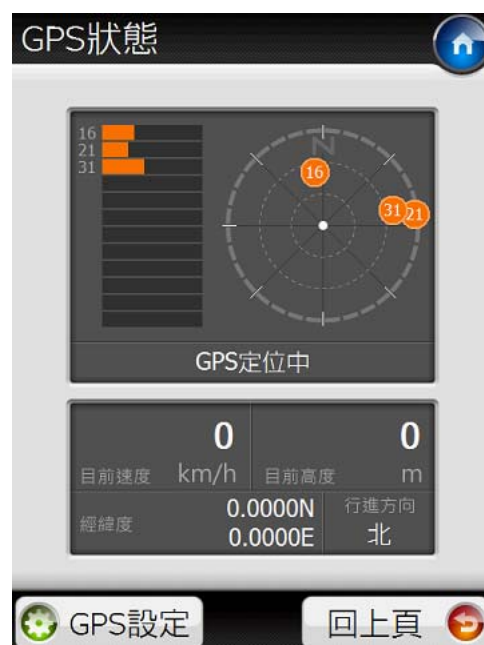 GPS狀態
16
21
31
N
16
31
21
GPS定位中
0
目前速度 km/h
0
目前高度 m
經緯度
0.0000N
0.0000E
行進方向
北
GPS設定
回上頁